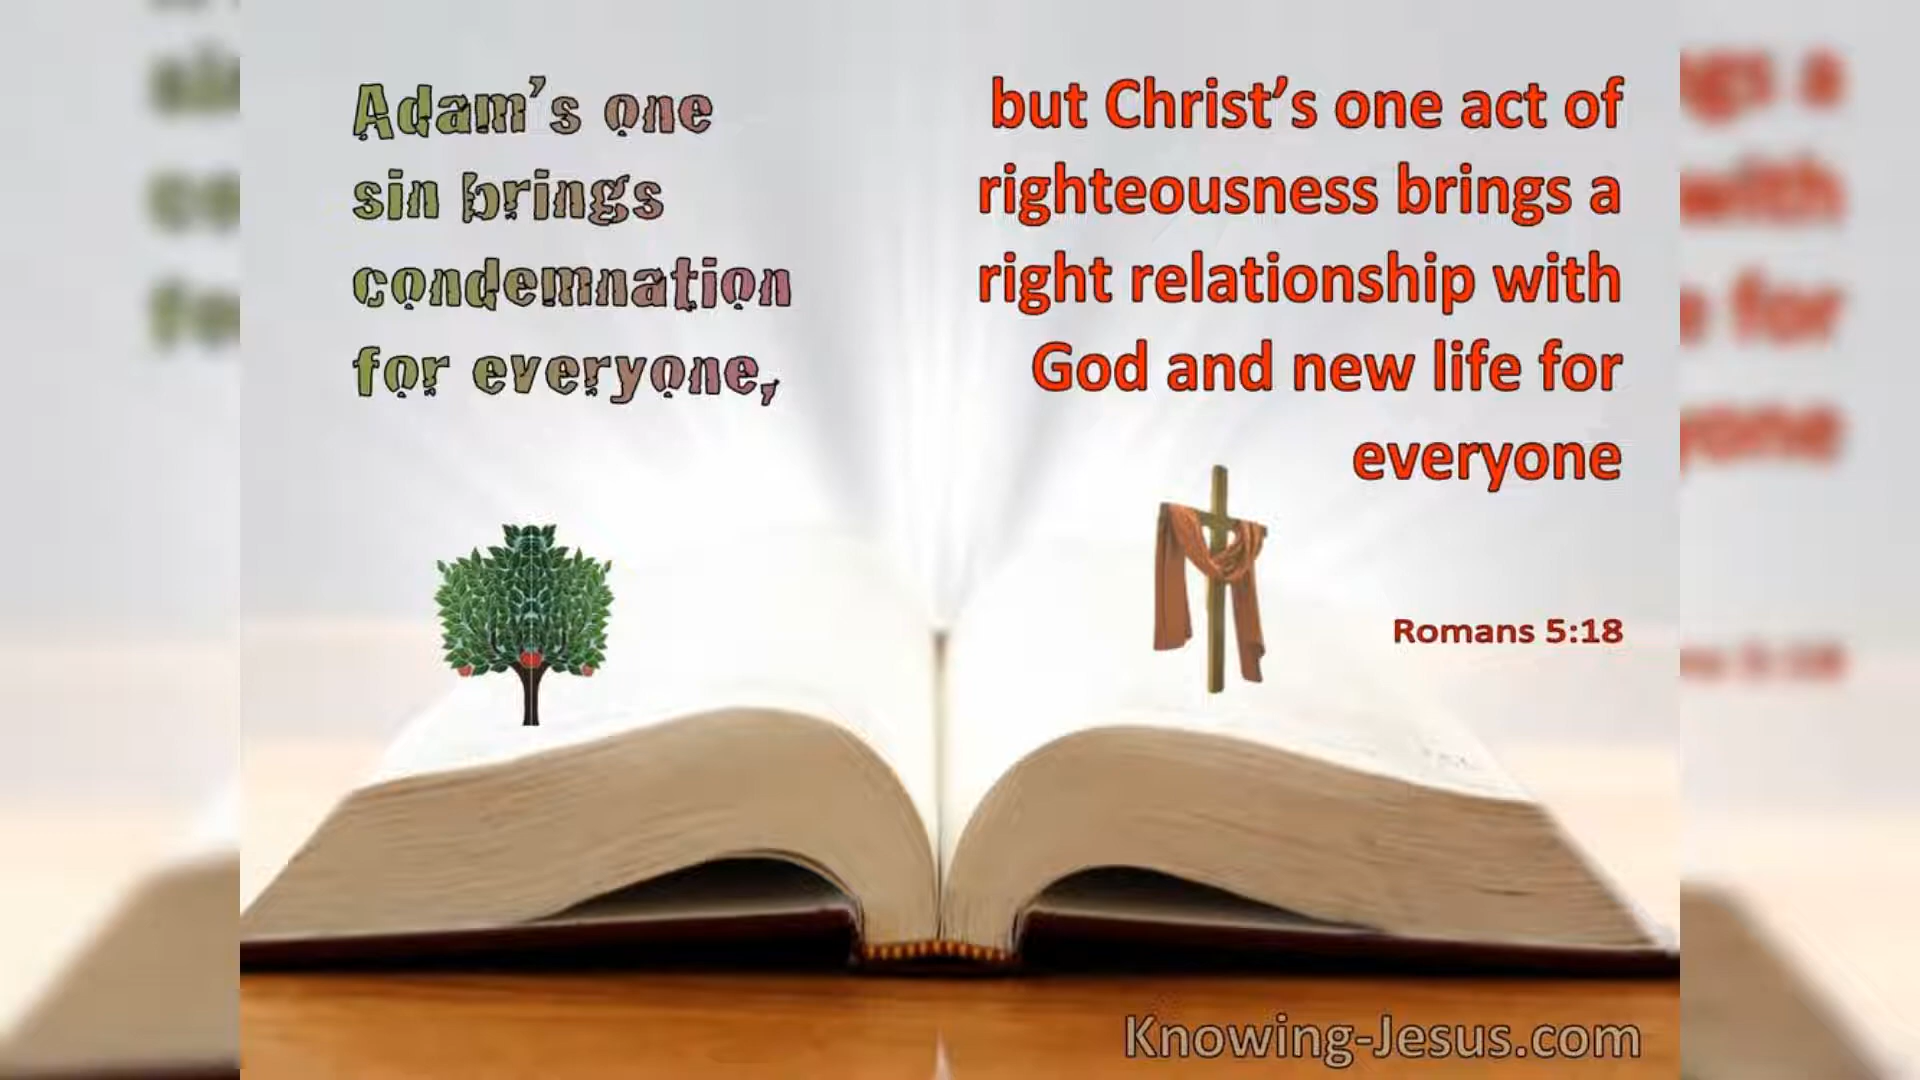 Adam's one
sin brings
condemnation
for everyone,
but Christ's one act of
righteousness brings a
right relationship with
God and new life for
everyone
Romans 5:18
Knowing-Jesus.com